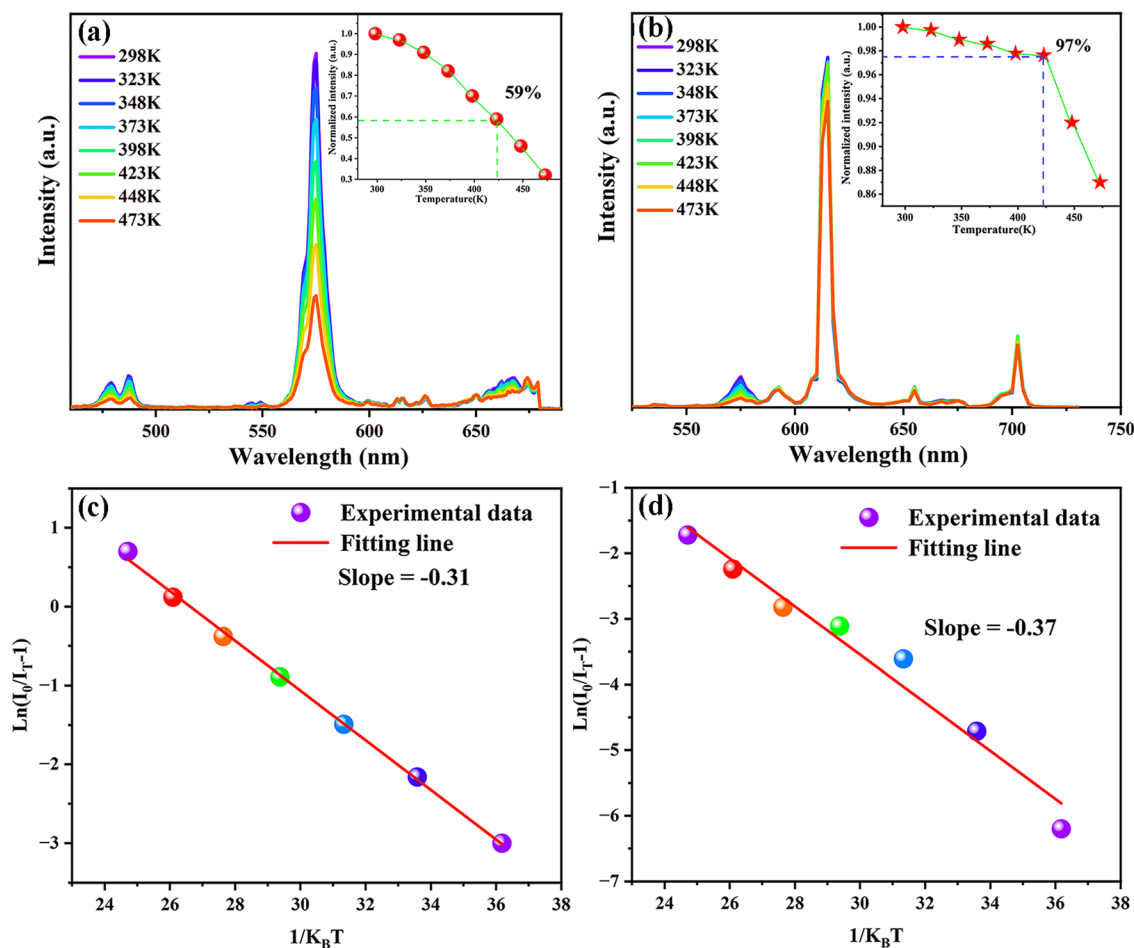 (a)
298K
323K
348K
373K
398K
423K
448K
473K
Intensity (a.u.)
Wavelength (nm)
500
550
600
650
Normalized intensity (a.u.)
1.0
0.9
0.8
0.7
0.6
0.5
0.4
0.3
59%
300
350
400
450
Temperature(K)
(b)
298K
323K
348K
373K
398K
423K
448K
473K
Intensity (a.u.)
Wavelength (nm)
550
600
650
700
750
Normalized intensity (a.u.)
1.00
0.98
0.96
0.94
0.92
0.90
0.88
0.86
97%
300
350
400
450
Temperature(K)
(c)
Experimental data
Fitting line
Slope = -0.31
Ln(I0/IT-1)
1
0
−1
−2
−3
24
26
28
30
32
34
36
38
1/KBT
(d)
Experimental data
Fitting line
Slope = -0.37
Ln(I0/IT-1)
−1
−2
−3
−4
−5
−6
−7
24
26
28
30
32
34
36
38
1/KBT